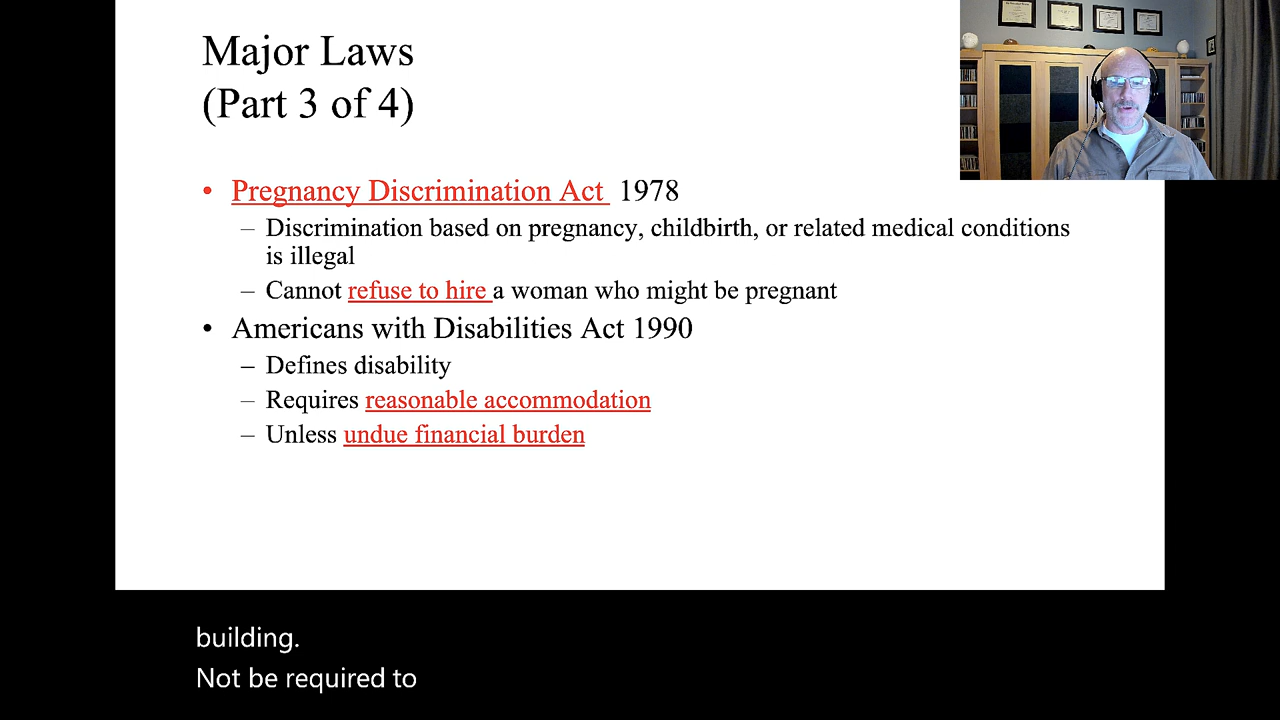 Major Laws
(Part 3 of 4)
• Pregnancy Discrimination Act 1978
– Discrimination based on pregnancy, childbirth, or related medical conditions
is illegal
– Cannot refuse to hire a woman who might be pregnant
• Americans with Disabilities Act 1990
– Defines disability
– Requires reasonable accommodation
– Unless undue financial burden
building.
Not be required to